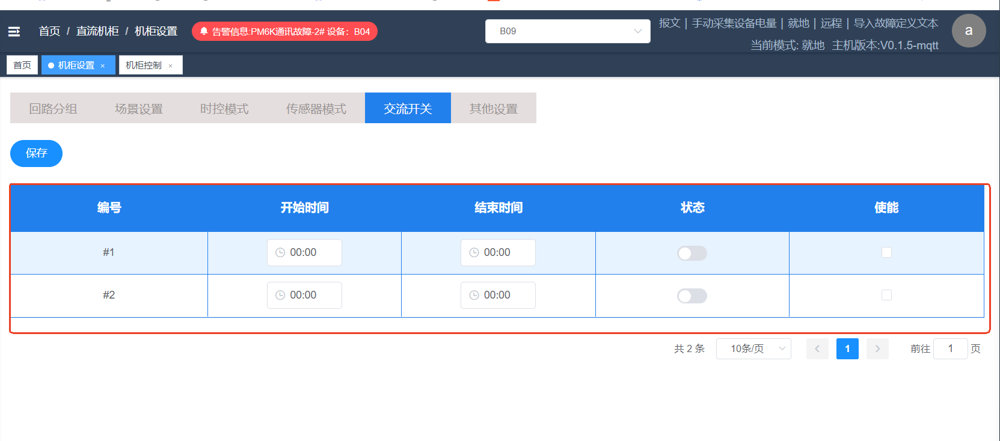 首页 / 直流机柜 / 机柜设置
告警信息:PM6K通讯故障-2# 设备：B04
B09
报文 | 手动采集设备电量 | 就地 | 远程 | 导入故障定义文本
当前模式: 就地 主机版本:V0.1.5-mqtt
a
首页 机柜设置 × 机柜控制 ×
回路分组 场景设置 时控模式 传感器模式 交流开关 其他设置
保存
编号 开始时间 结束时间 状态 使能
#1 00:00 00:00
#2 00:00 00:00
共 2 条 10条/页 1 前往 1 页